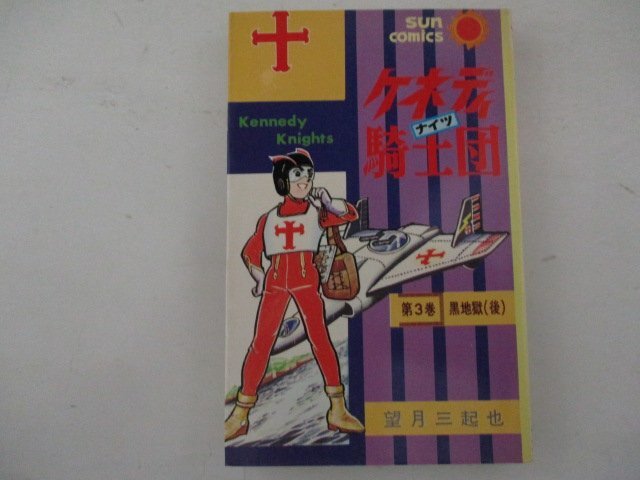 sun
comics
Kennedy
Knights
ケネディ
ナイツ
騎士団
第3巻
黒地獄(後)
望月三起也